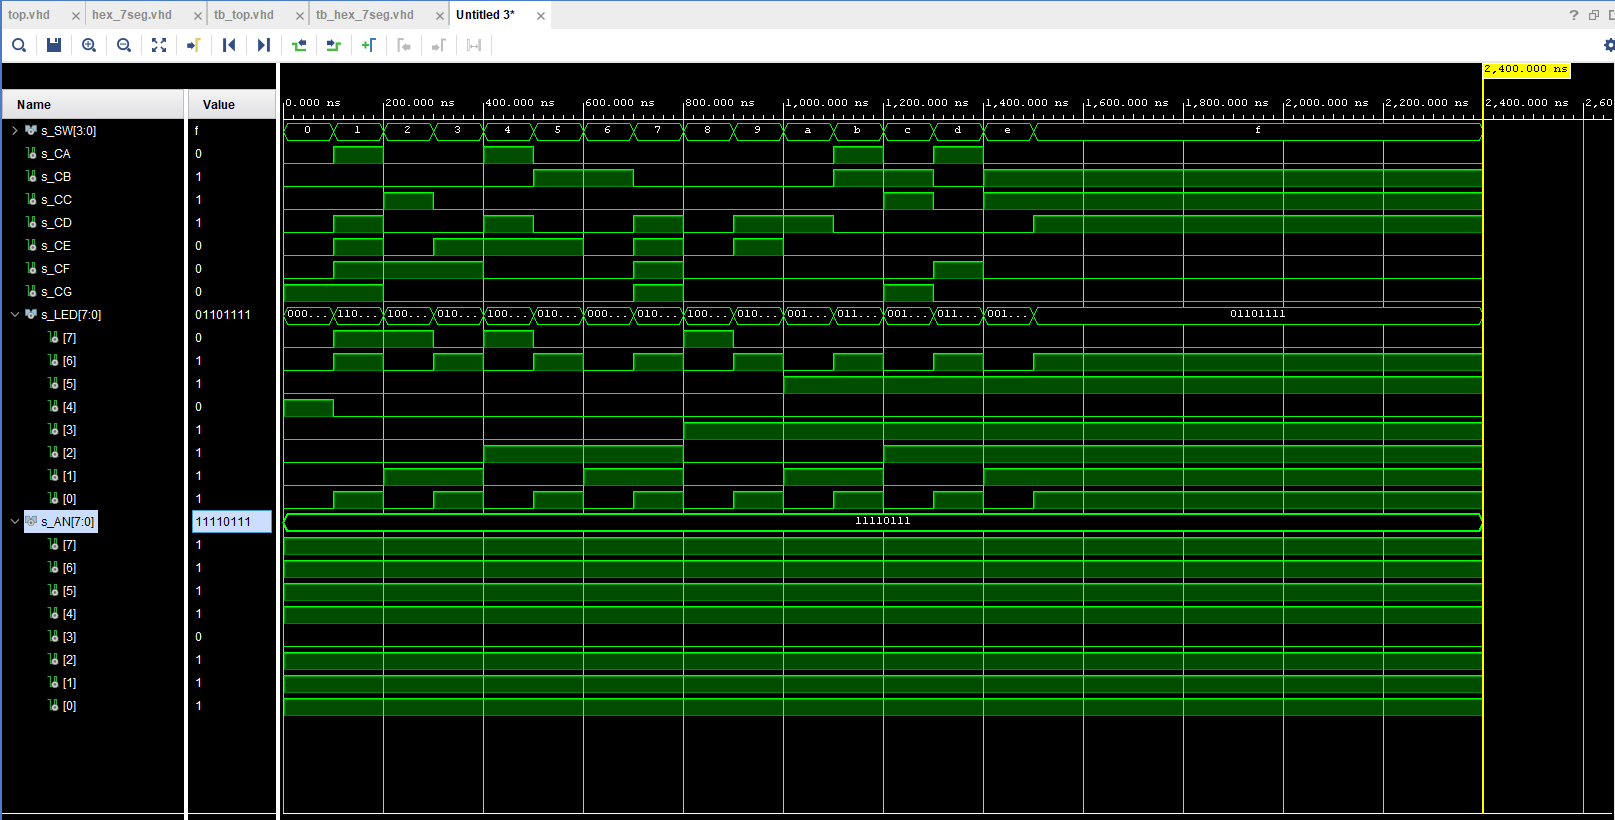 top.vhd hex_7seg.vhd tb_top.vhd tb_hex_7seg.vhd Untitled 3*
2,400.000 ns
Name Value
0.000 ns 200.000 ns 400.000 ns 600.000 ns 800.000 ns 1,000.000 ns 1,200.000 ns 1,400.000 ns 1,600.000 ns 1,800.000 ns 2,000.000 ns 2,200.000 ns 2,400.000 ns 2,60
s_SW[3:0] f 0 1 2 3 4 5 6 7 8 9 a b c d e f
s_CA 0
s_CB 1
s_CC 1
s_CD 1
s_CE 0
s_CF 0
s_CG 0
s_LED[7:0] 01101111 000... 110... 100... 010... 100... 010... 000... 010... 100... 010... 001... 011... 001... 011... 001... 01101111
[7] 0
[6] 1
[5] 1
[4] 0
[3] 1
[2] 1
[1] 1
[0] 1
s_AN[7:0] 11110111 11110111
[7] 1
[6] 1
[5] 1
[4] 1
[3] 0
[2] 1
[1] 1
[0] 1